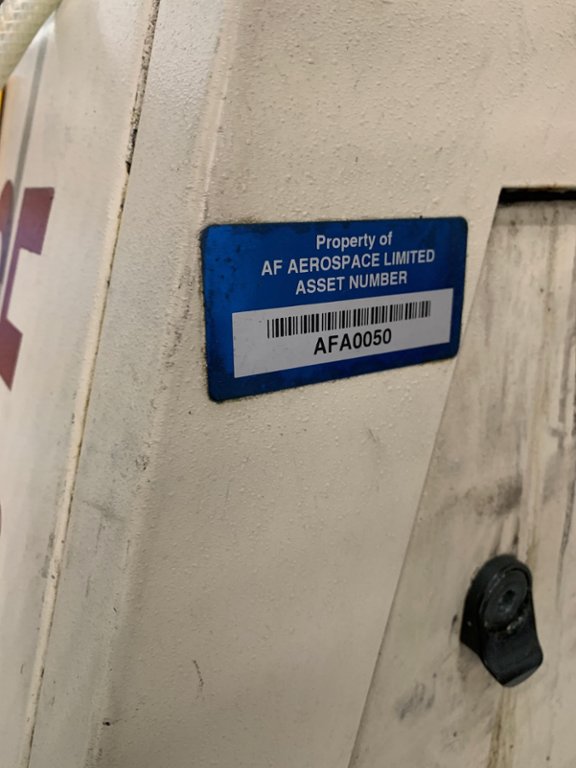 Property of
AF AEROSPACE LIMITED
ASSET NUMBER
AFA0050